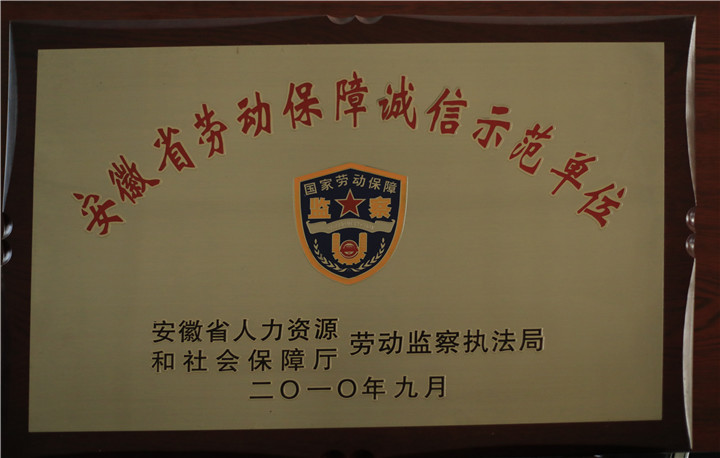 安徽省劳动保障诚信示范单位
国家劳动保障
监察
安徽省人力资源
和社会保障厅 劳动监察执法局
二〇一〇年九月